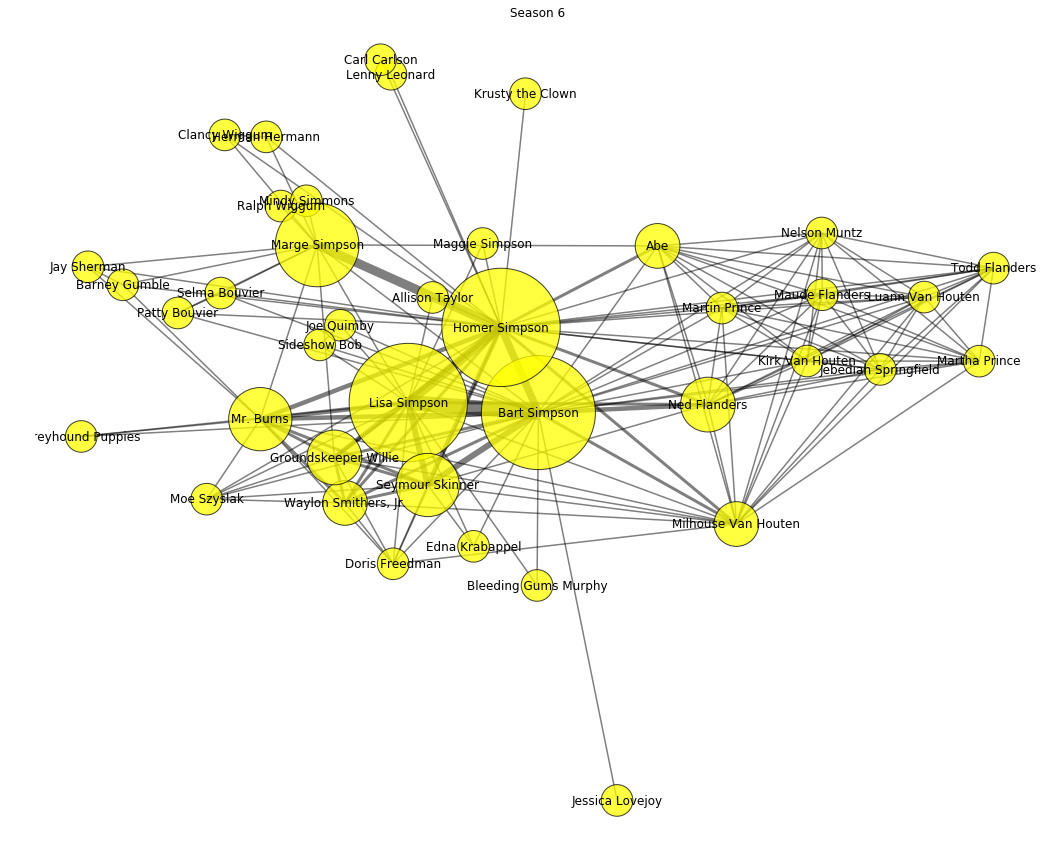 Season 6
Carl Carlson
Lenny Leonard
Krusty the Clown
Clancy Wiggum
Herman Hermann
Mindy Simmons
Ralph Wiggum
Nelson Muntz
Marge Simpson
Maggie Simpson
Abe
Jay Sherman
Todd Flanders
Barney Gumble
Selma Bouvier
Allison Taylor
Maude Flanders
Luann Van Houten
Patty Bouvier
Martin Prince
Joe Quimby
Homer Simpson
Sideshow Bob
Kirk Van Houten
Martha Prince
Jebediah Springfield
Lisa Simpson
Ned Flanders
Bart Simpson
Mr. Burns
reyhound Puppies
Groundskeeper Willie
Seymour Skinner
Moe Szyslak
Waylon Smithers, Jr.
Milhouse Van Houten
Edna Krabappel
Doris Freedman
Bleeding Gums Murphy
Jessica Lovejoy